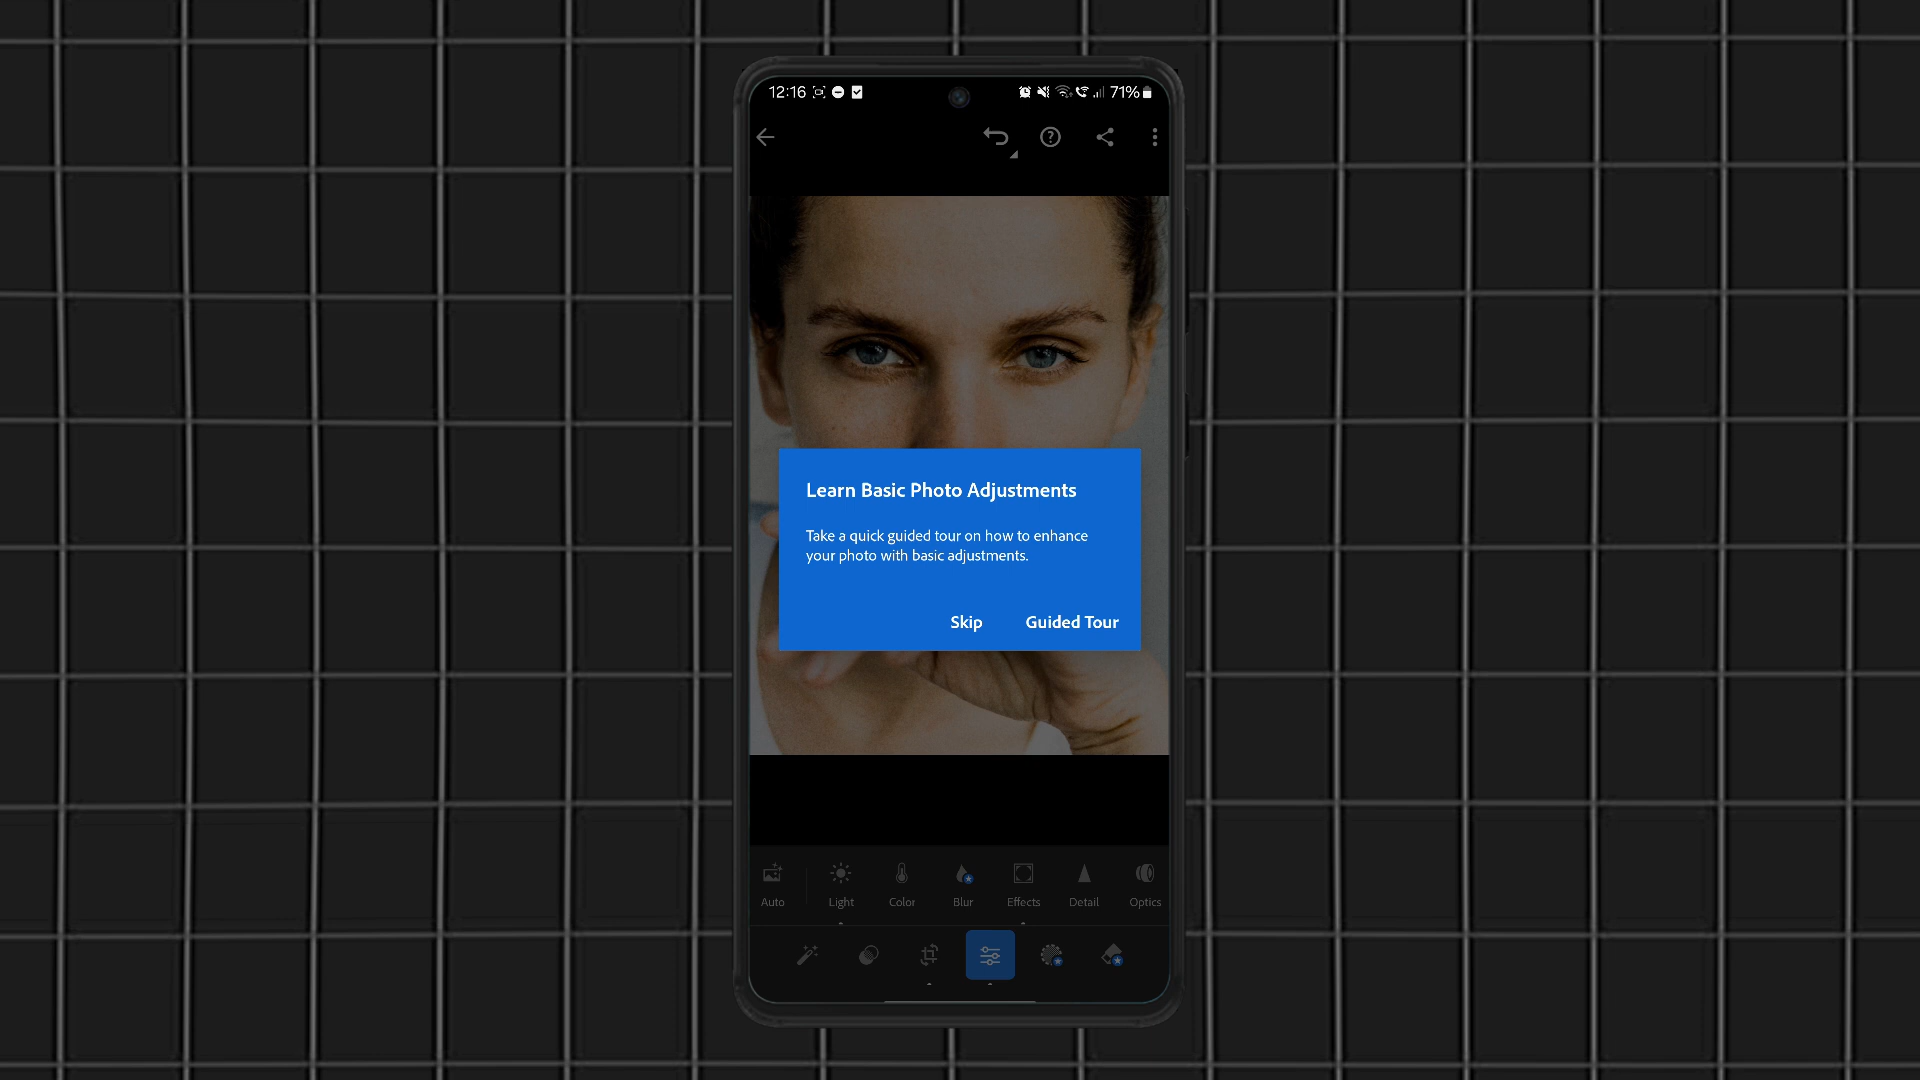 12:16 71%
Learn Basic Photo Adjustments
Take a quick guided tour on how to enhance
your photo with basic adjustments.
Skip Guided Tour
Auto Light Color Blur Effects Detail Optics